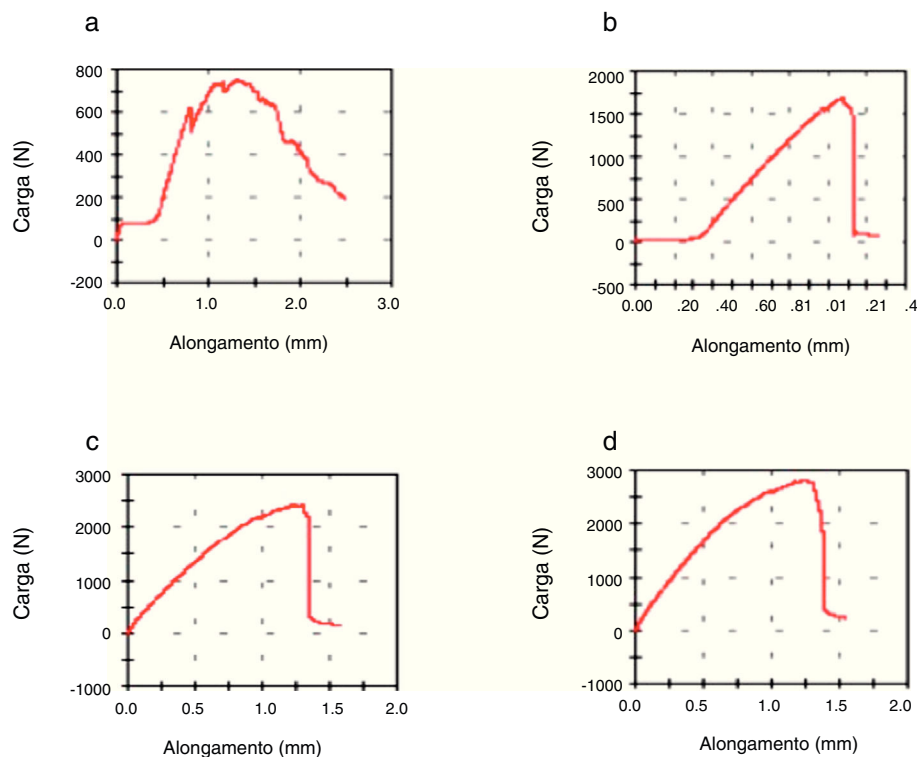 a
800
600
400
200
0
-200
Carga (N)
0.0 1.0 2.0 3.0
Alongamento (mm)
b
2000
1500
1000
500
0
-500
Carga (N)
0.00 .20 .40 .60 .81 .01 .21 .4
Alongamento (mm)
c
3000
2000
1000
0
-1000
Carga (N)
0.0 0.5 1.0 1.5 2.0
Alongamento (mm)
d
3000
2000
1000
0
-1000
Carga (N)
0.0 0.5 1.0 1.5 2.0
Alongamento (mm)